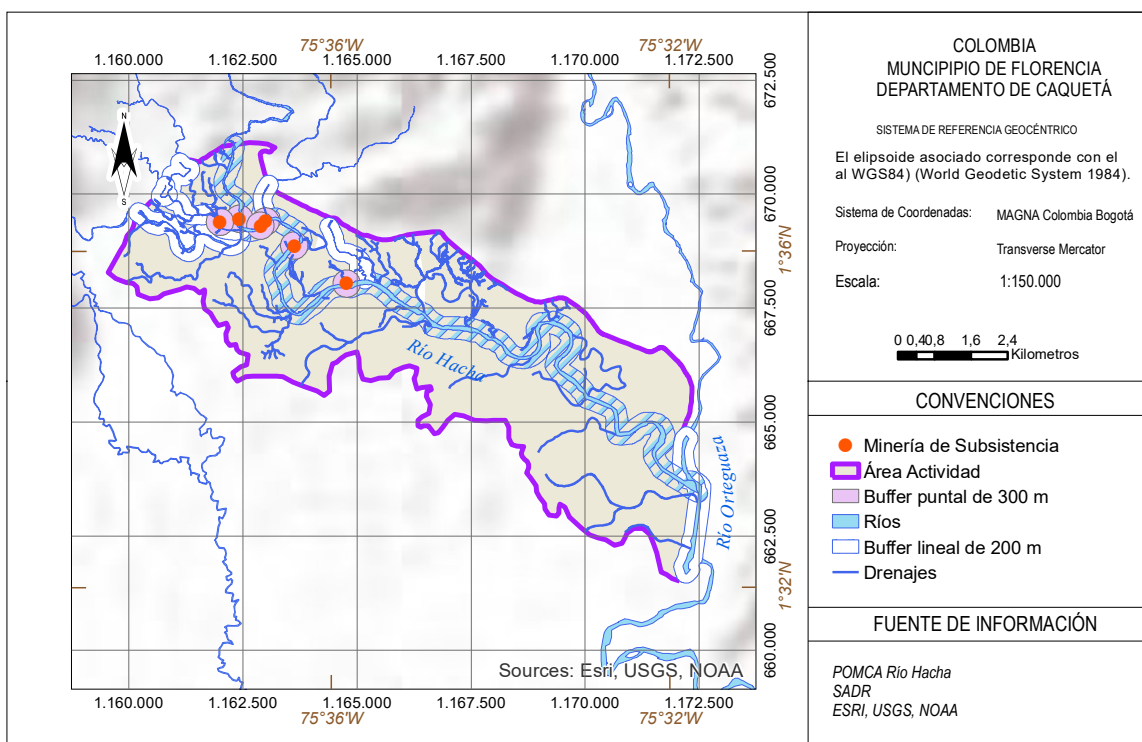 75°36'W
75°32'W
1.160.000
1.162.500
1.165.000
1.167.500
1.170.000
1.172.500
672.500
670.000
1°36'N
667.500
665.000
662.500
1°32'N
660.000
N
S
Río Hacha
Río Orteguaza
Sources: Esri, USGS, NOAA
1.160.000
1.162.500
1.165.000
1.167.500
1.170.000
1.172.500
75°36'W
75°32'W
COLOMBIA
MUNCIPIPIO DE FLORENCIA
DEPARTAMENTO DE CAQUETÁ
SISTEMA DE REFERENCIA GEOCÉNTRICO
El elipsoide asociado corresponde con el
al WGS84) (World Geodetic System 1984).
Sistema de Coordenadas: MAGNA Colombia Bogotá
Proyección: Transverse Mercator
Escala: 1:150.000
0 0,40,8 1,6 2,4
Kilometros
CONVENCIONES
Minería de Subsistencia
Área Actividad
Buffer puntal de 300 m
Ríos
Buffer lineal de 200 m
Drenajes
FUENTE DE INFORMACIÓN
POMCA Río Hacha
SADR
ESRI, USGS, NOAA